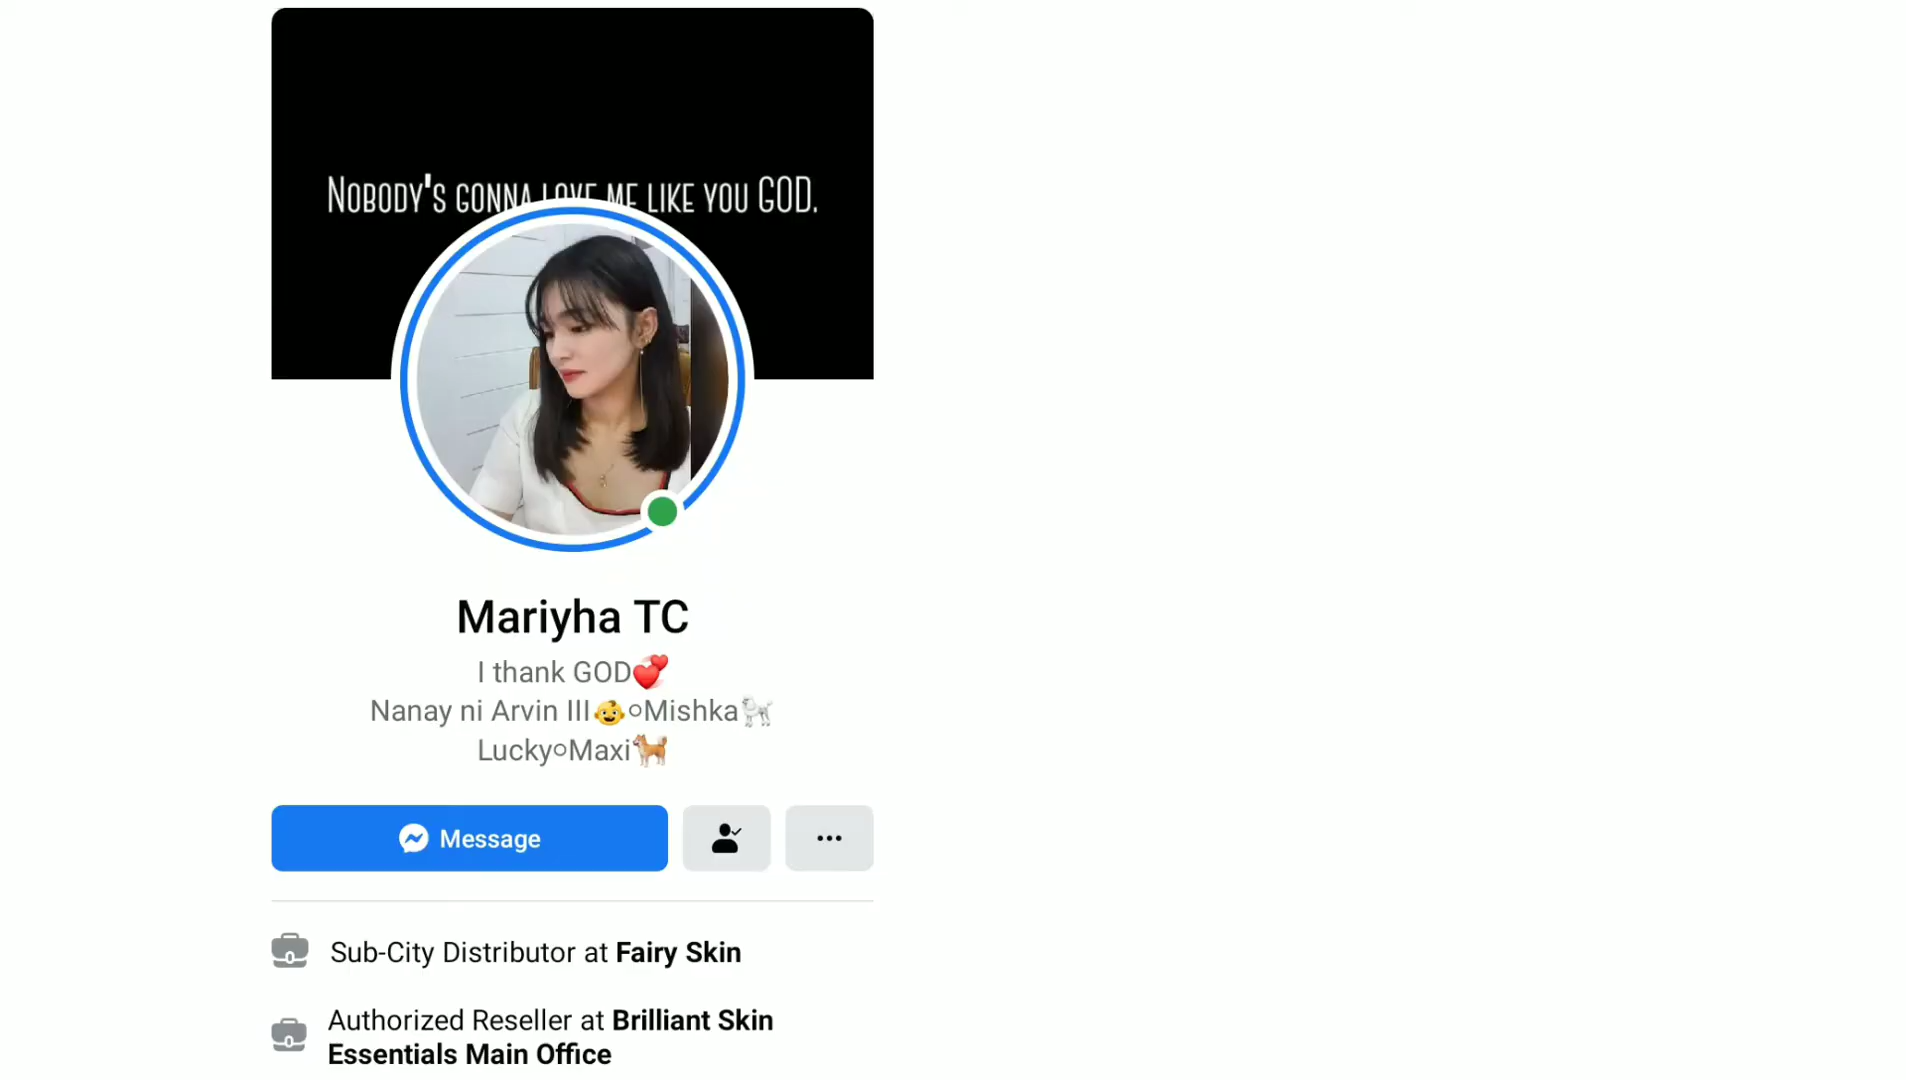 Nobody's gonna love me like you GOD.
Mariyha TC
I thank GOD💞
Nanay ni Arvin III👶○Mishka🐩
Lucky○Maxi🐕
Message
Sub-City Distributor at Fairy Skin
Authorized Reseller at Brilliant Skin
Essentials Main Office